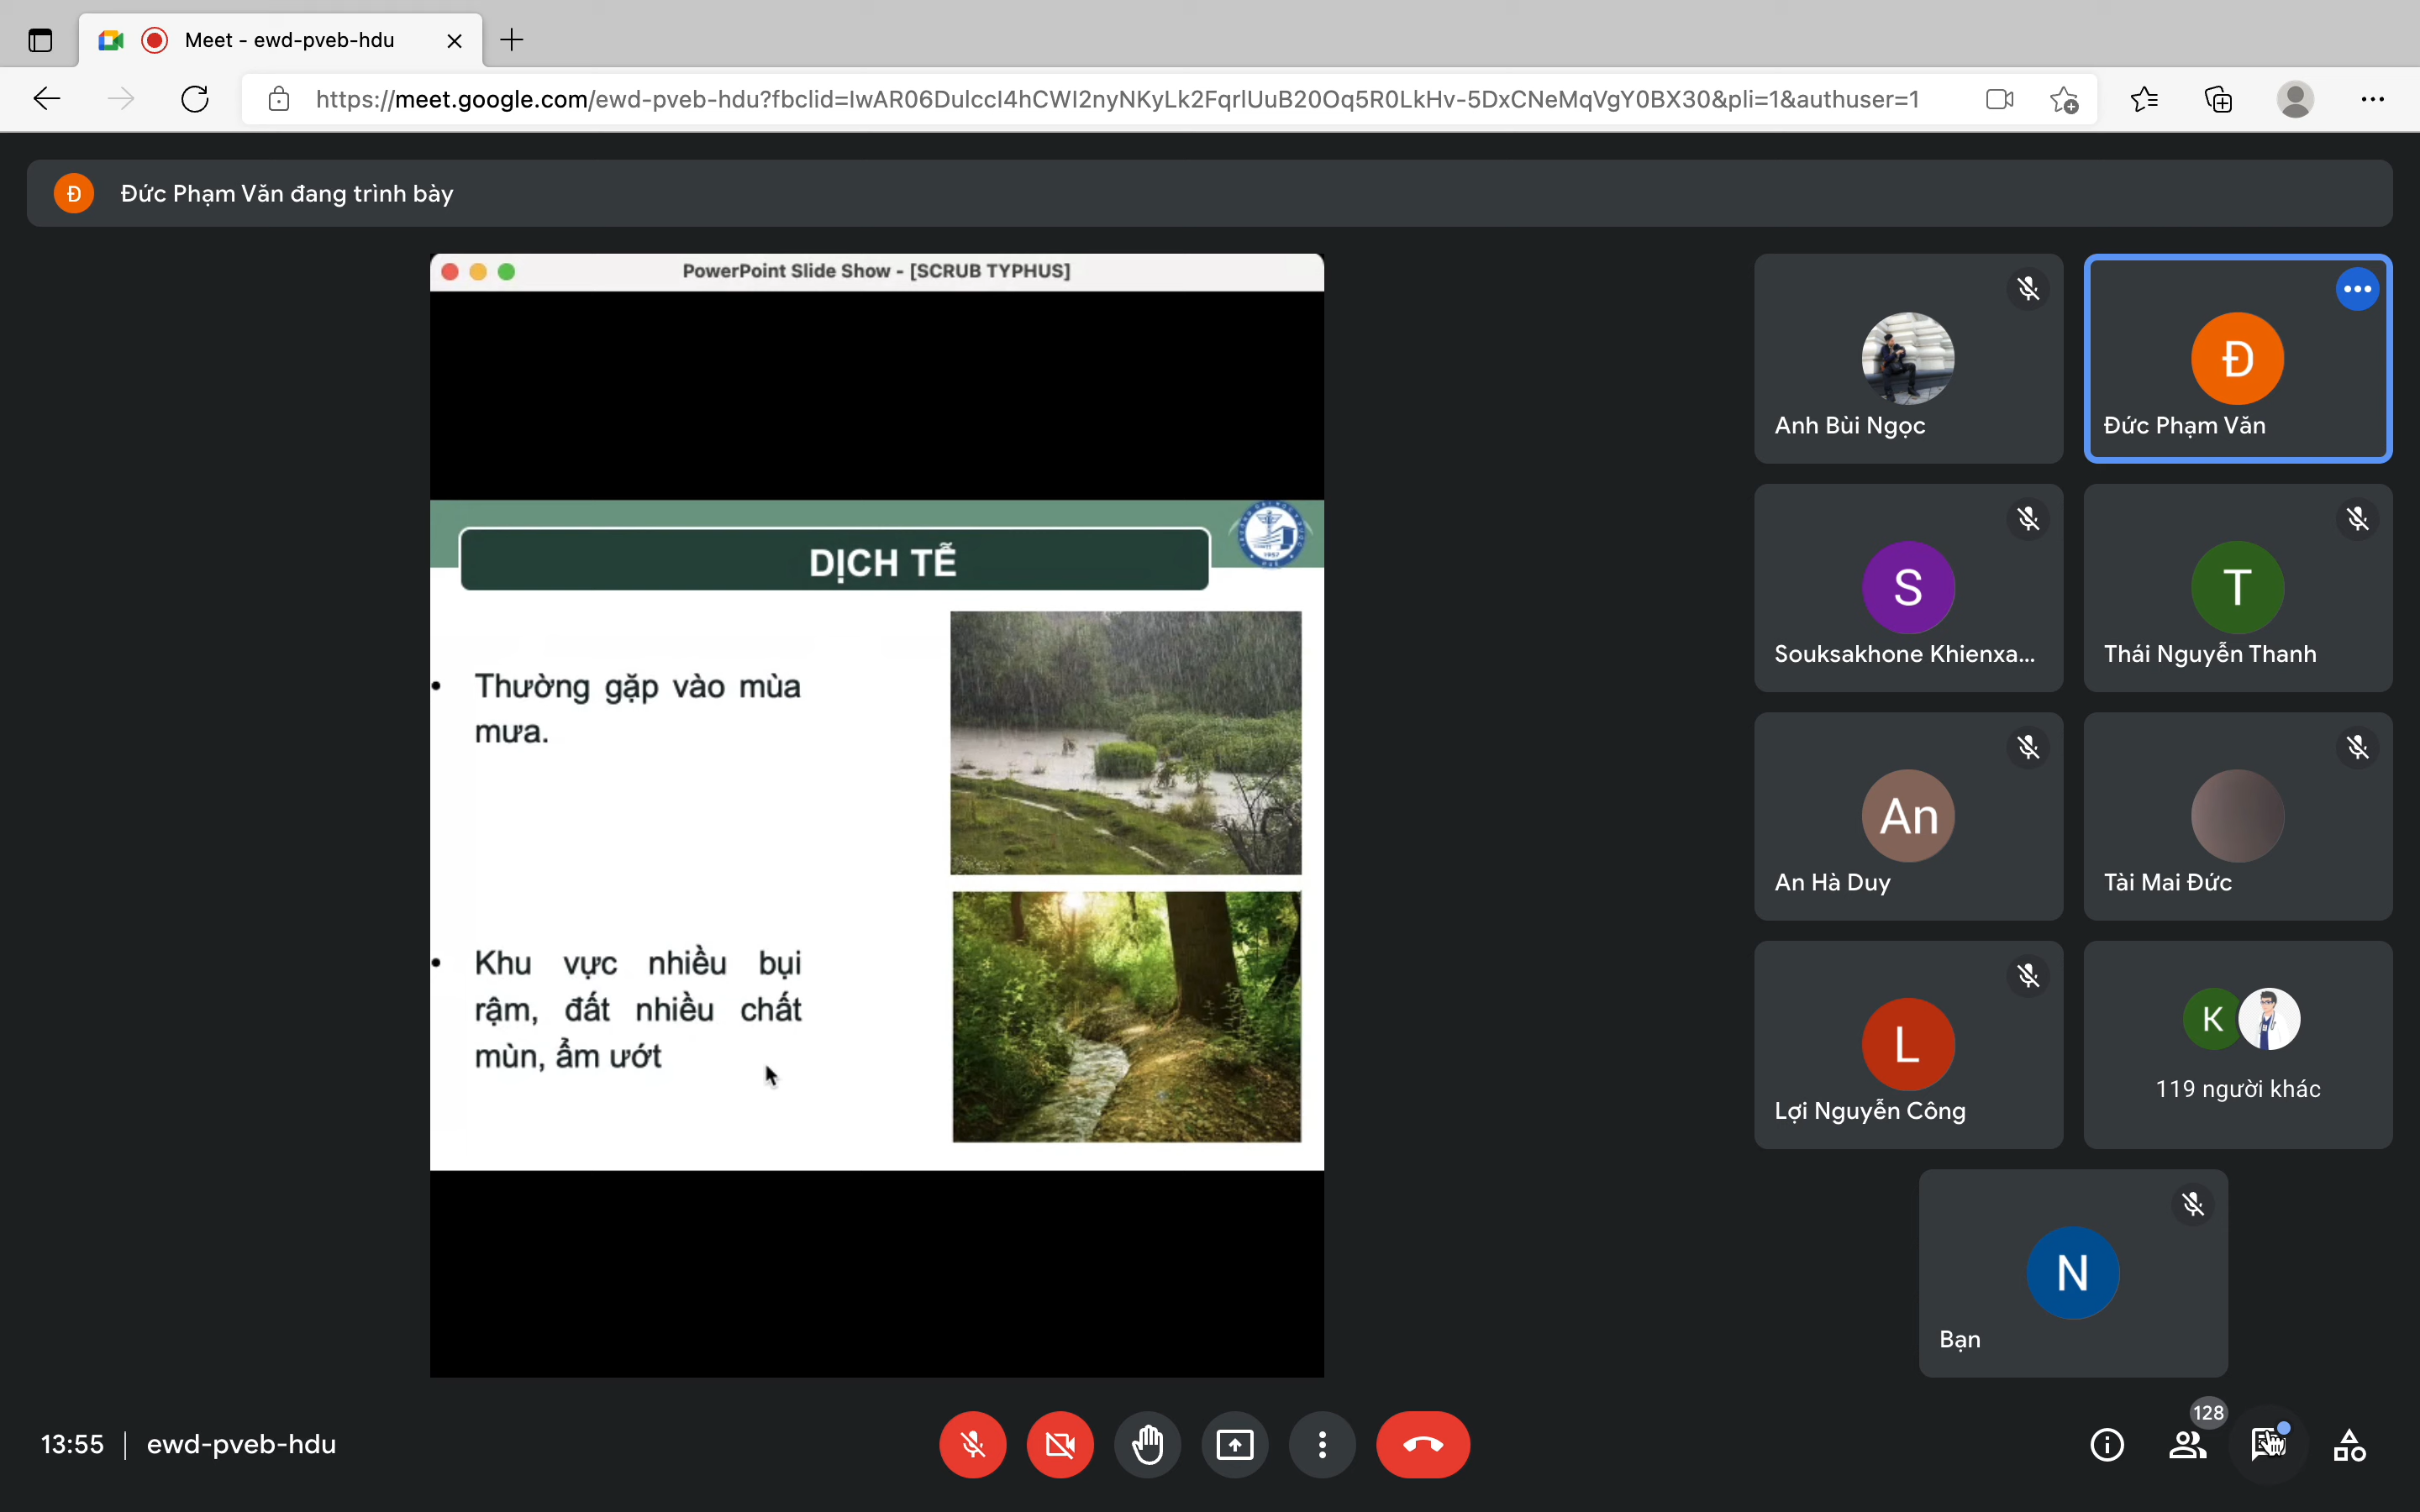 Meet - ewd-pveb-hdu
https://meet.google.com/ewd-pveb-hdu?fbclid=IwAR06DulccI4hCWI2nyNKyLk2FqrIUuB20Oq5R0LkHv-5DxCNeMqVgY0BX30&pli=1&authuser=1
Đ
Đức Phạm Văn đang trình bày
PowerPoint Slide Show - [SCRUB TYPHUS]
DỊCH TỄ
1957
• Thường gặp vào mùa
mưa.
• Khu vực nhiều bụi
rậm, đất nhiều chất
mùn, ẩm ướt
Anh Bùi Ngọc
Đ
Đức Phạm Văn
S
Souksakhone Khienxa...
T
Thái Nguyễn Thanh
An
An Hà Duy
Tài Mai Đức
L
Lợi Nguyễn Công
K
119 người khác
N
Bạn
13:55 | ewd-pveb-hdu
128